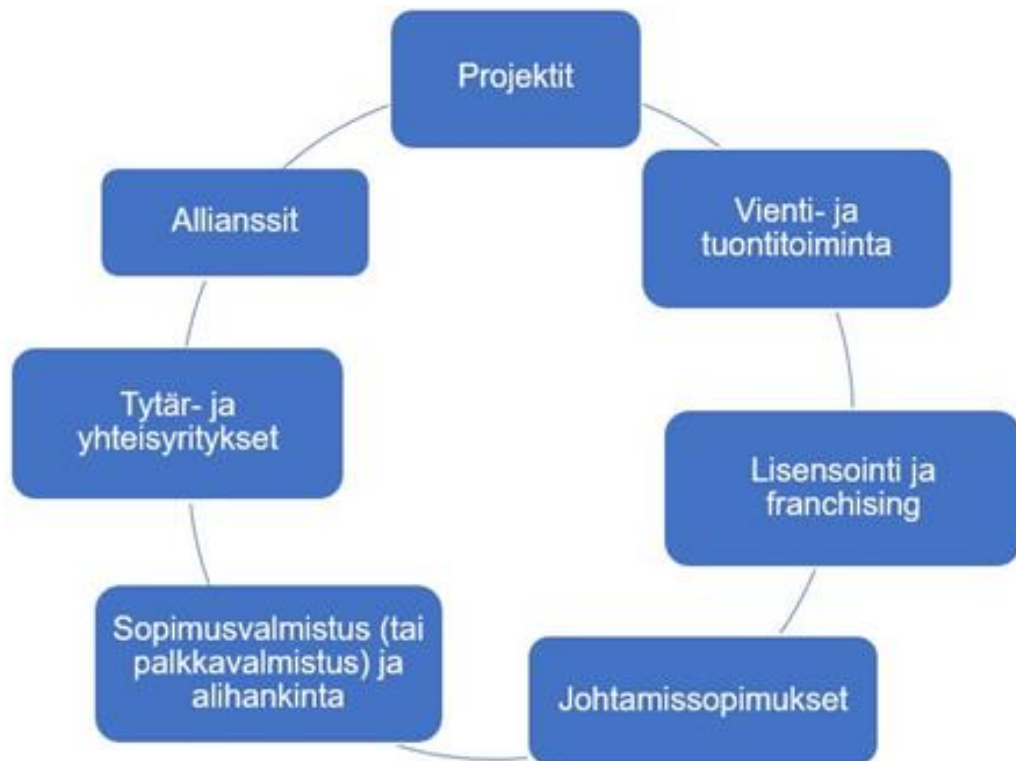 Projektit
Vienti- ja
tuontitoiminta
Lisensointi ja
franchising
Johtamissopimukset
Sopimusvalmistus (tai
palkkavalmistus) ja
alihankinta
Tytär- ja
yhteisyritykset
Allianssit